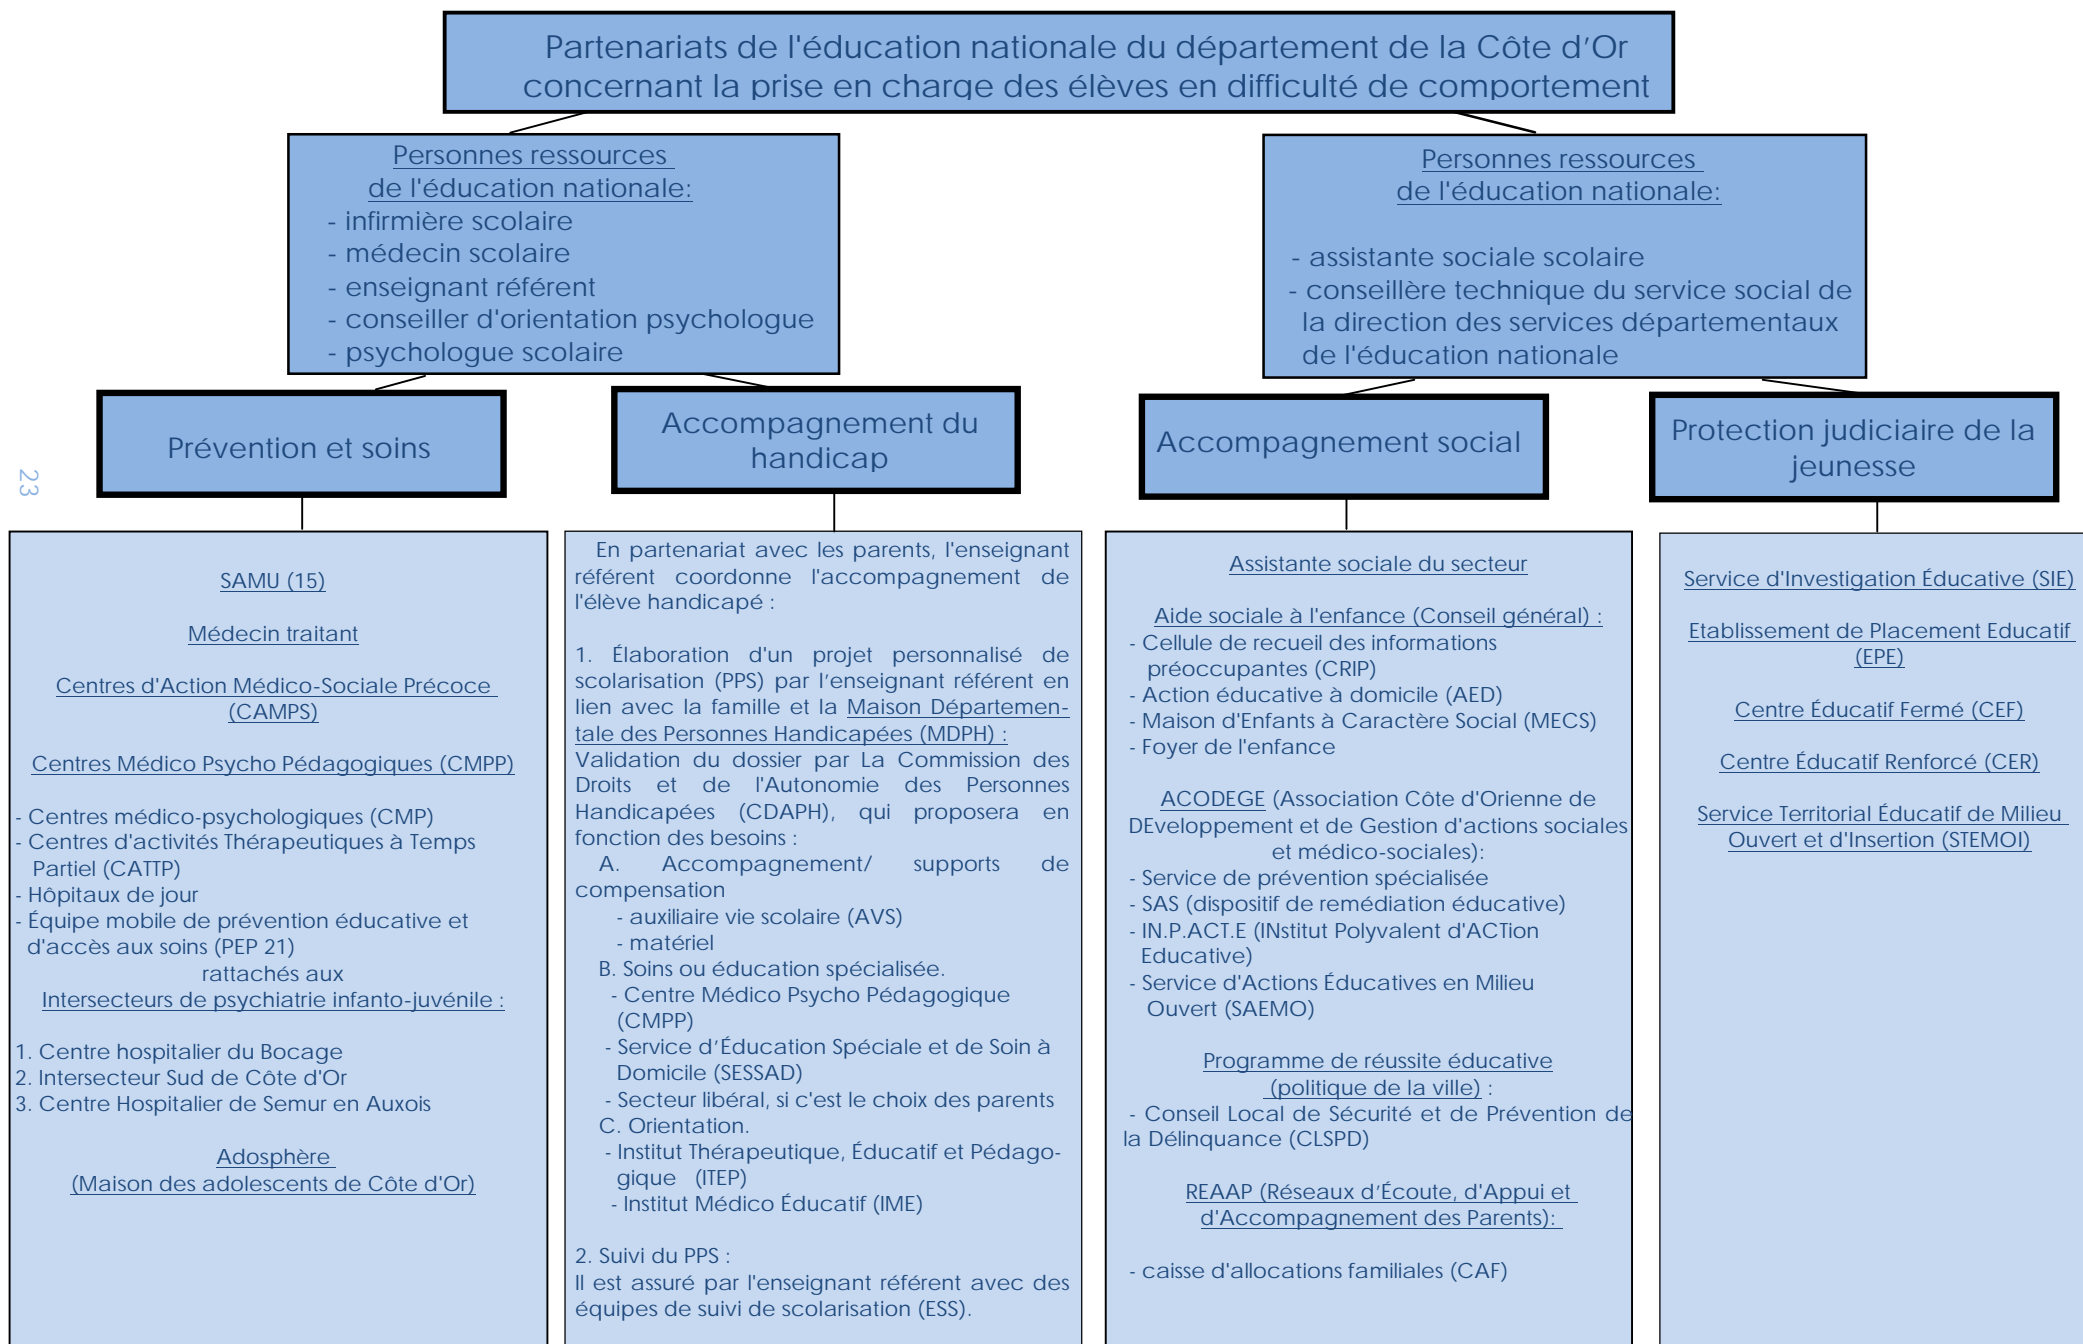 Partenariats de l'éducation nationale du département de la Côte d’Or
concernant la prise en charge des élèves en difficulté de comportement
Personnes ressources
de l'éducation nationale:
- infirmière scolaire
- médecin scolaire
- enseignant référent
- conseiller d'orientation psychologue
- psychologue scolaire
Personnes ressources
de l'éducation nationale:
- assistante sociale scolaire
- conseillère technique du service social de
la direction des services départementaux
de l'éducation nationale
Prévention et soins
Accompagnement du
handicap
Accompagnement social
Protection judiciaire de la
jeunesse
23
SAMU (15)
Médecin traitant
Centres d'Action Médico-Sociale Précoce
(CAMPS)
Centres Médico Psycho Pédagogiques (CMPP)
- Centres médico-psychologiques (CMP)
- Centres d'activités Thérapeutiques à Temps
Partiel (CATTP)
- Hôpitaux de jour
- Équipe mobile de prévention éducative et
d'accès aux soins (PEP 21)
rattachés aux
Intersecteurs de psychiatrie infanto-juvénile :
1. Centre hospitalier du Bocage
2. Intersecteur Sud de Côte d'Or
3. Centre Hospitalier de Semur en Auxois
Adosphère
(Maison des adolescents de Côte d'Or)
En partenariat avec les parents, l'enseignant
référent coordonne l'accompagnement de
l'élève handicapé :
1. Élaboration d'un projet personnalisé de
scolarisation (PPS) par l’enseignant référent en
lien avec la famille et la Maison Départemen-
tale des Personnes Handicapées (MDPH) :
Validation du dossier par La Commission des
Droits et de l'Autonomie des Personnes
Handicapées (CDAPH), qui proposera en
fonction des besoins :
A. Accompagnement/ supports de
compensation
- auxiliaire vie scolaire (AVS)
- matériel
B. Soins ou éducation spécialisée.
- Centre Médico Psycho Pédagogique
(CMPP)
- Service d’Éducation Spéciale et de Soin à
Domicile (SESSAD)
- Secteur libéral, si c'est le choix des parents
C. Orientation.
- Institut Thérapeutique, Éducatif et Pédago-
gique (ITEP)
- Institut Médico Éducatif (IME)
2. Suivi du PPS :
Il est assuré par l'enseignant référent avec des
équipes de suivi de scolarisation (ESS).
Assistante sociale du secteur
Aide sociale à l'enfance (Conseil général) :
- Cellule de recueil des informations
préoccupantes (CRIP)
- Action éducative à domicile (AED)
- Maison d'Enfants à Caractère Social (MECS)
- Foyer de l'enfance
ACODEGE (Association Côte d'Orienne de
DEveloppement et de Gestion d'actions sociales
et médico-sociales):
- Service de prévention spécialisée
- SAS (dispositif de remédiation éducative)
- IN.P.ACT.E (INstitut Polyvalent d'ACTion
Educative)
- Service d'Actions Éducatives en Milieu
Ouvert (SAEMO)
Programme de réussite éducative
(politique de la ville) :
- Conseil Local de Sécurité et de Prévention de
la Délinquance (CLSPD)
REAAP (Réseaux d’Écoute, d'Appui et
d'Accompagnement des Parents):
- caisse d'allocations familiales (CAF)
Service d'Investigation Éducative (SIE)
Etablissement de Placement Educatif
(EPE)
Centre Éducatif Fermé (CEF)
Centre Éducatif Renforcé (CER)
Service Territorial Éducatif de Milieu
Ouvert et d'Insertion (STEMOI)